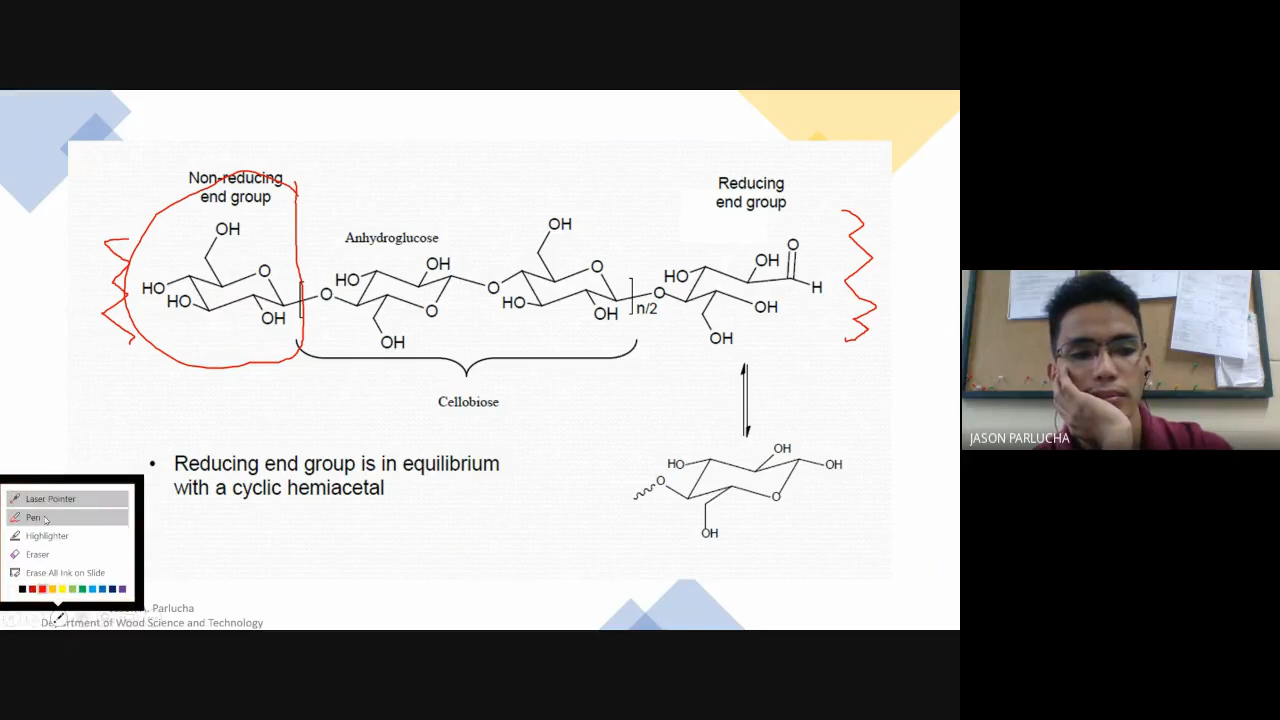 Non-reducing
end group
Reducing
end group
OH
Anhydroglucose
OH
O
HO
HO
OH
O
HO
OH
O
OH
O
O
HO
OH
n/2
O
HO
OH
O
H
OH
OH
Cellobiose
• Reducing end group is in equilibrium
with a cyclic hemiacetal
HO
OH
OH
O
O
OH
Laser Pointer
Pen
Highlighter
Eraser
Erase All Ink on Slide
Parlucha
Department of Wood Science and Technology
JASON PARLUCHA